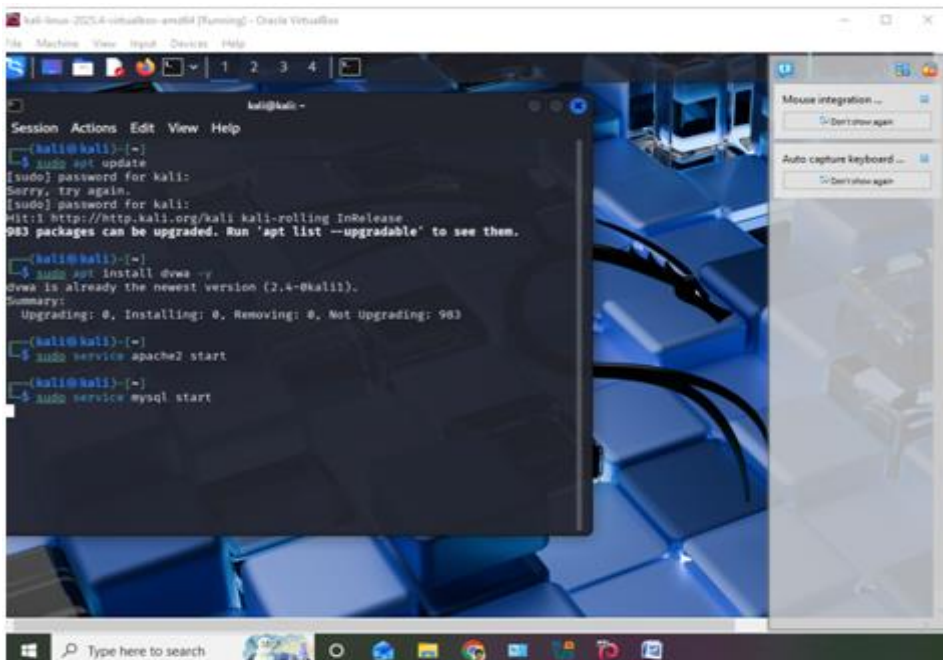 kali-linux-2025.4-virtualbox-amd64 [Running] - Oracle VirtualBox
File Machine View Input Devices Help
1 2 3 4
kali@kali: ~
Session Actions Edit View Help
(kali@kali)-[~]
$ sudo apt update
[sudo] password for kali:
Sorry, try again.
[sudo] password for kali:
Hit:1 http://http.kali.org/kali kali-rolling InRelease
983 packages can be upgraded. Run 'apt list --upgradable' to see them.
(kali@kali)-[~]
$ sudo apt install dvwa -y
dvwa is already the newest version (2.4-0kali1).
Summary:
Upgrading: 0, Installing: 0, Removing: 0, Not Upgrading: 983
(kali@kali)-[~]
$ sudo service apache2 start
(kali@kali)-[~]
$ sudo service mysql start
Mouse integration ...
Don't show again
Auto capture keyboard ...
Don't show again
Type here to search